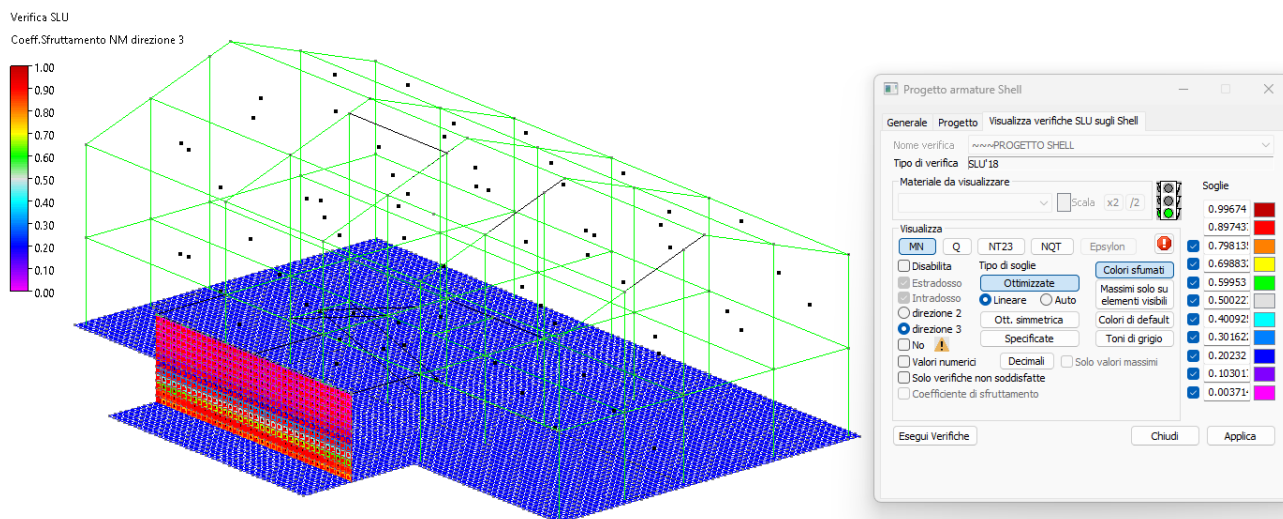 Verifica SLU
Coeff.Sfruttamento NM direzione 3
1.00
0.90
0.80
0.70
0.60
0.50
0.40
0.30
0.20
0.10
0.00
Progetto armature Shell
Generale Progetto Visualizza verifiche SLU sugli Shell
Nome verifica ~~~PROGETTO SHELL
Tipo di verifica SLU'18
Materiale da visualizzare
Scala x2 /2
Soglie
0.99674
0.89743
Visualizza
MN Q NT23 NQT Epsylon
0.79813
Disabilita Tipo di soglie Colori sfumati
0.69883
Estradosso Ottimizzate
Massimi solo su elementi visibili
0.59953
Intradosso Lineare Auto
0.50022
direzione 2 Ott. simmetrica Colori di default
0.40092
direzione 3 Specificate Toni di grigio
0.30162
No
0.20232
Valori numerici Decimali Solo valori massimi
0.10301
Solo verifiche non soddisfatte
0.00371
Coefficiente di sfruttamento
Esegui Verifiche Chiudi Applica